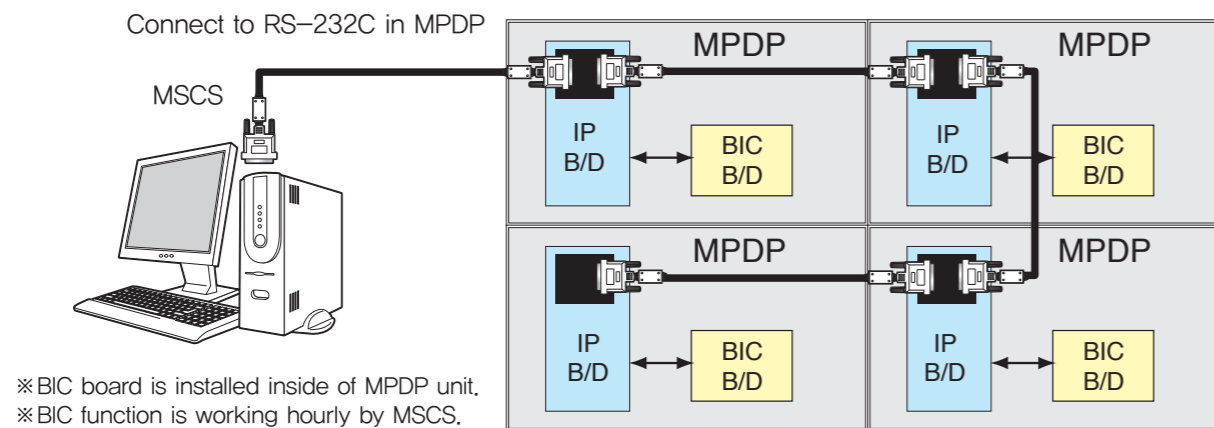 Connect to RS-232C in MPDP
MSCS
MPDP
IP
B/D
BIC
B/D
MPDP
IP
B/D
BIC
B/D
MPDP
IP
B/D
BIC
B/D
MPDP
IP
B/D
BIC
B/D
※BIC board is installed inside of MPDP unit.
※BIC function is working hourly by MSCS.